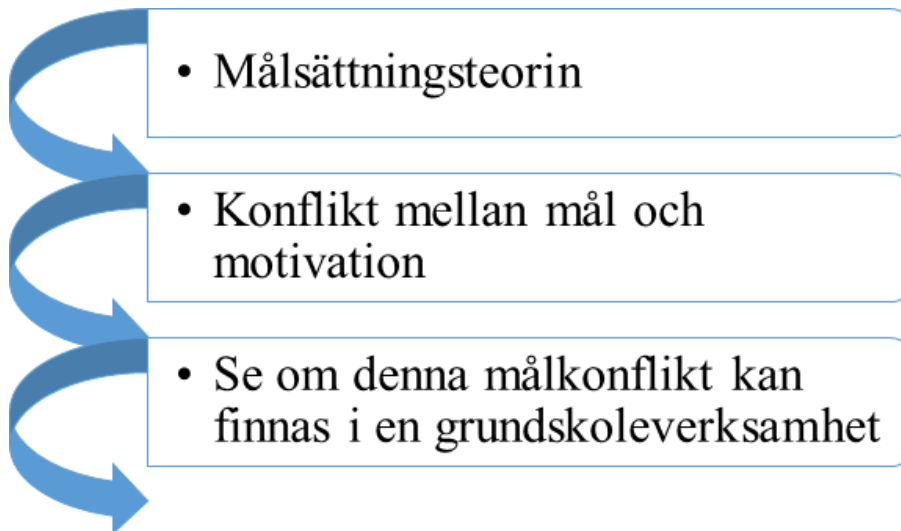 • Målsättningsteorin
• Konflikt mellan mål och
motivation
• Se om denna målkonflikt kan
finnas i en grundskoleverksamhet